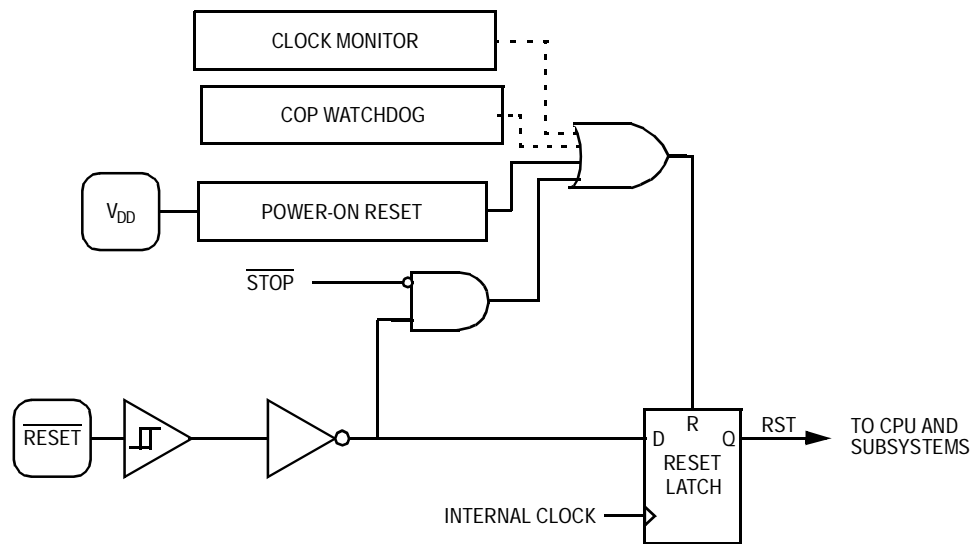 CLOCK MONITOR
COP WATCHDOG
VDD
POWER-ON RESET
STOP
RESET
D
R
Q
RESET
LATCH
RST
TO CPU AND
SUBSYSTEMS
INTERNAL CLOCK